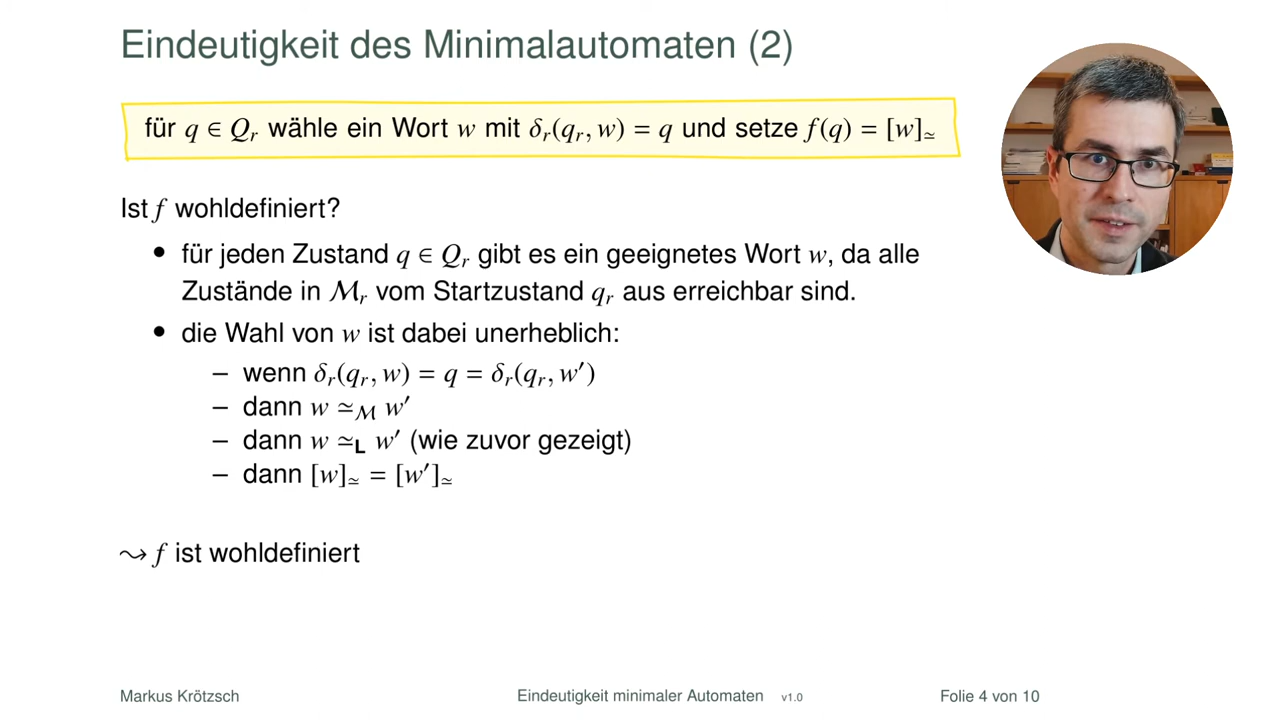 Eindeutigkeit des Minimalautomaten (2)
für q ∈ Qᵣ wähle ein Wort w mit δᵣ(qᵣ, w) = q und setze f(q) = [w]≃
Ist f wohldefiniert?
• für jeden Zustand q ∈ Qᵣ gibt es ein geeignetes Wort w, da alle
Zustände in ℳᵣ vom Startzustand qᵣ aus erreichbar sind.
• die Wahl von w ist dabei unerheblich:
– wenn δᵣ(qᵣ, w) = q = δᵣ(qᵣ, w′)
– dann w ≃_ℳ w′
– dann w ≃_L w′ (wie zuvor gezeigt)
– dann [w]≃ = [w′]≃
⤳ f ist wohldefiniert
Markus Krötzsch Eindeutigkeit minimaler Automaten v1.0 Folie 4 von 10